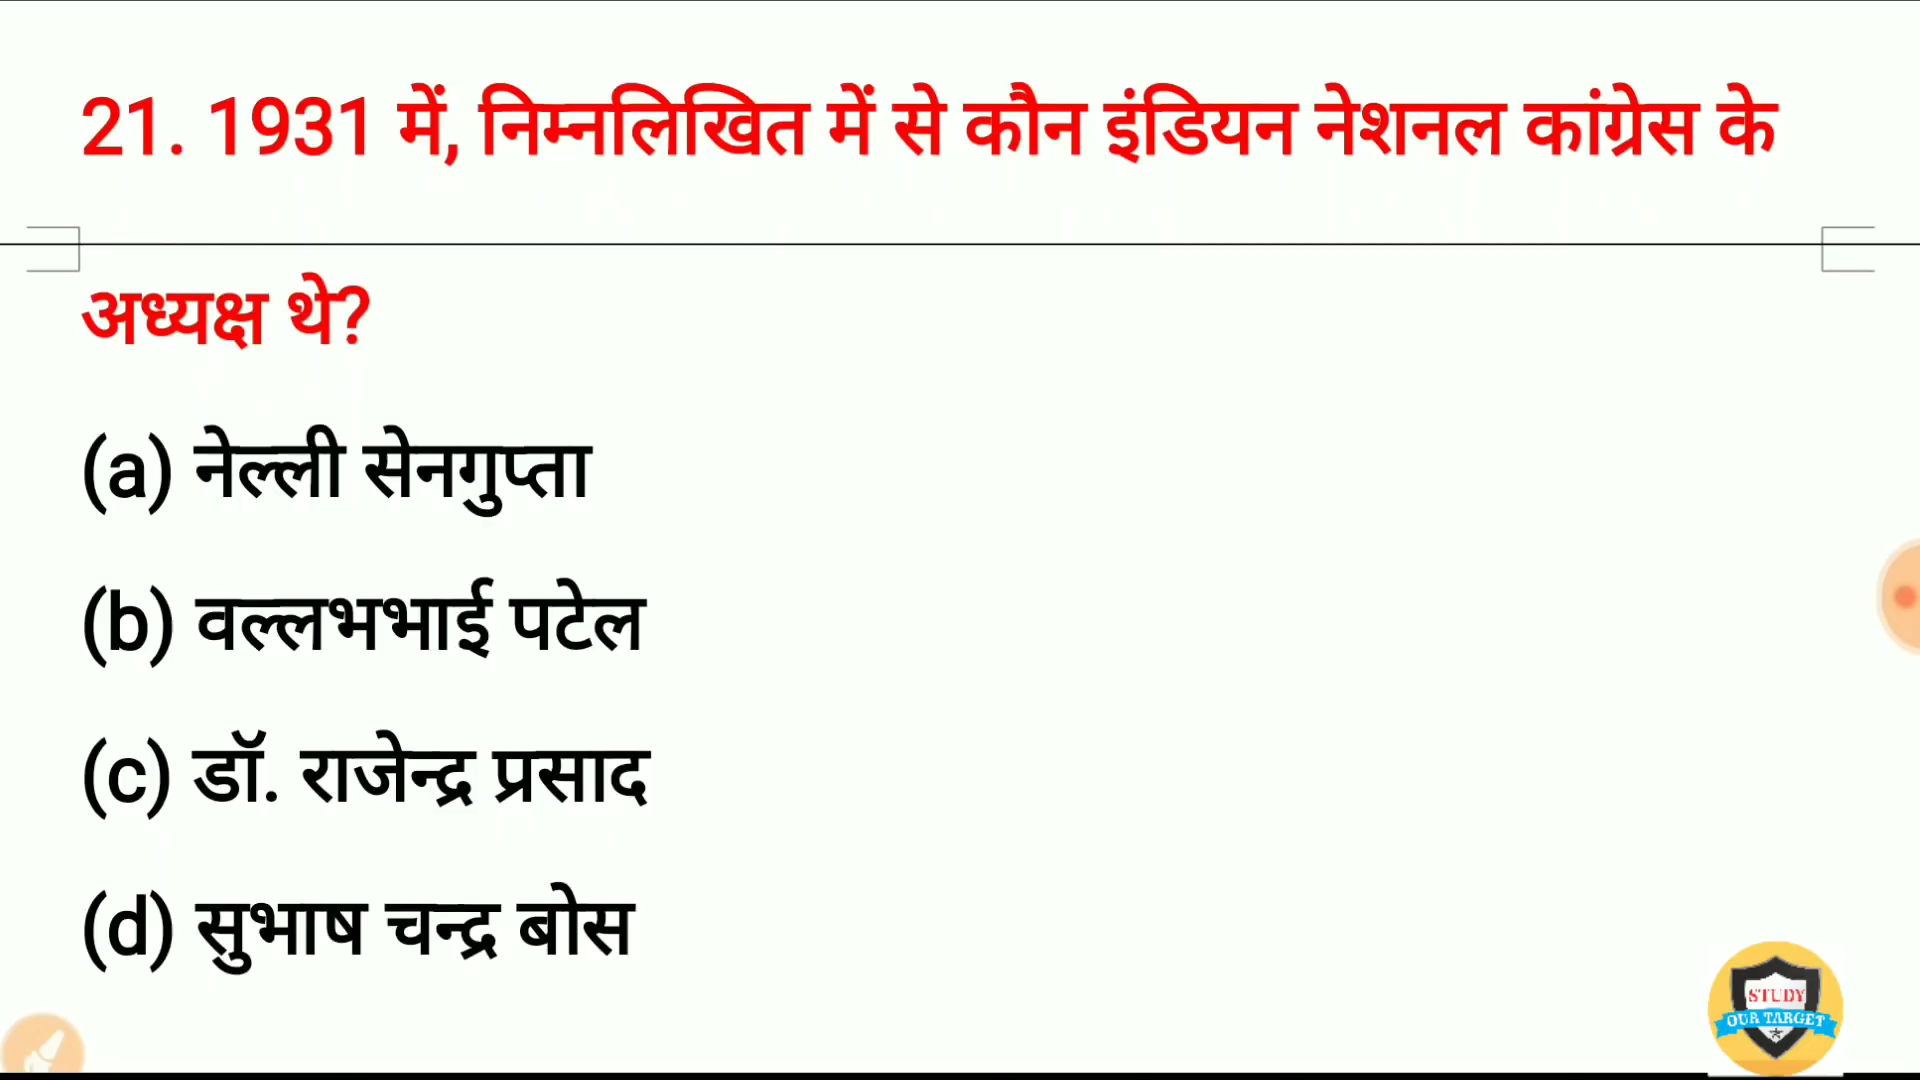 21. 1931 में, निम्नलिखित में से कौन इंडियन नेशनल कांग्रेस के
अध्यक्ष थे?
(a) नेल्ली सेनगुप्ता
(b) वल्लभभाई पटेल
(c) डॉ. राजेन्द्र प्रसाद
(d) सुभाष चन्द्र बोस
STUDY
OUR TARGET